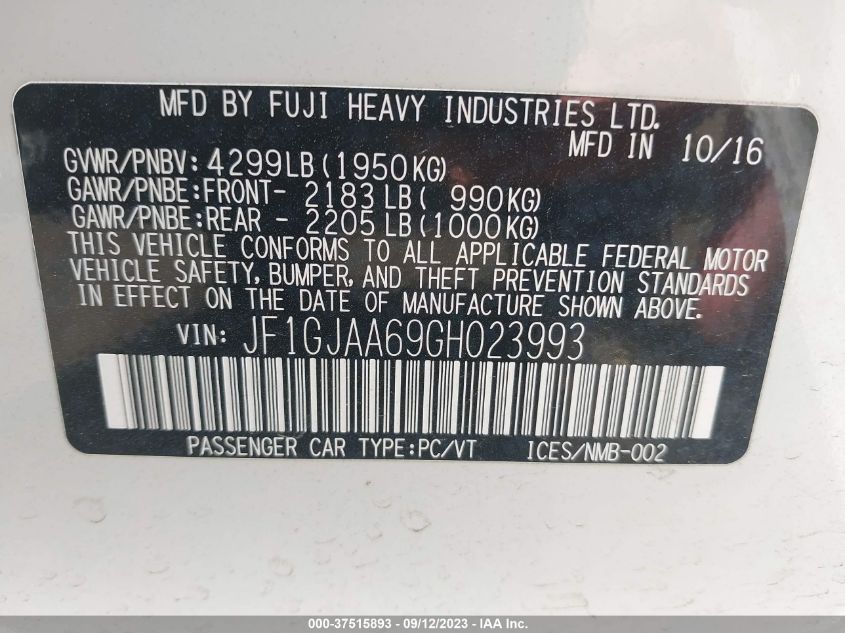 MFD BY FUJI HEAVY INDUSTRIES LTD.
MFD IN 10/16
GVWR/PNBV: 4299LB(1950KG)
GAWR/PNBE:FRONT- 2183LB( 990KG)
GAWR/PNBE:REAR - 2205LB(1000KG)
THIS VEHICLE CONFORMS TO ALL APPLICABLE FEDERAL MOTOR
VEHICLE SAFETY, BUMPER, AND THEFT PREVENTION STANDARDS
IN EFFECT ON THE DATE OF MANUFACTURE SHOWN ABOVE.
VIN: JF1GJAA69GH023993
PASSENGER CAR TYPE:PC/VT ICES/NMB-002
000-37515893 - 09/12/2023 - IAA Inc.